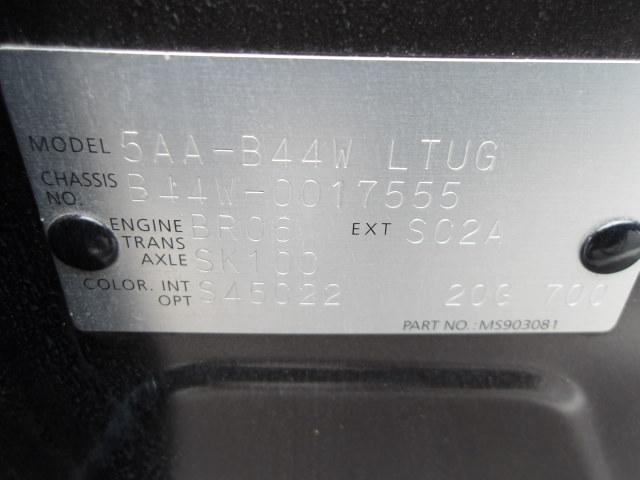 MODEL 5AA-B44W LTUG
CHASSIS NO. B44W-0017555
ENGINE BR06 EXT S02A
TRANS AXLE SK100
COLOR. INT OPT S45C22 20G 700
PART NO.: MS903081